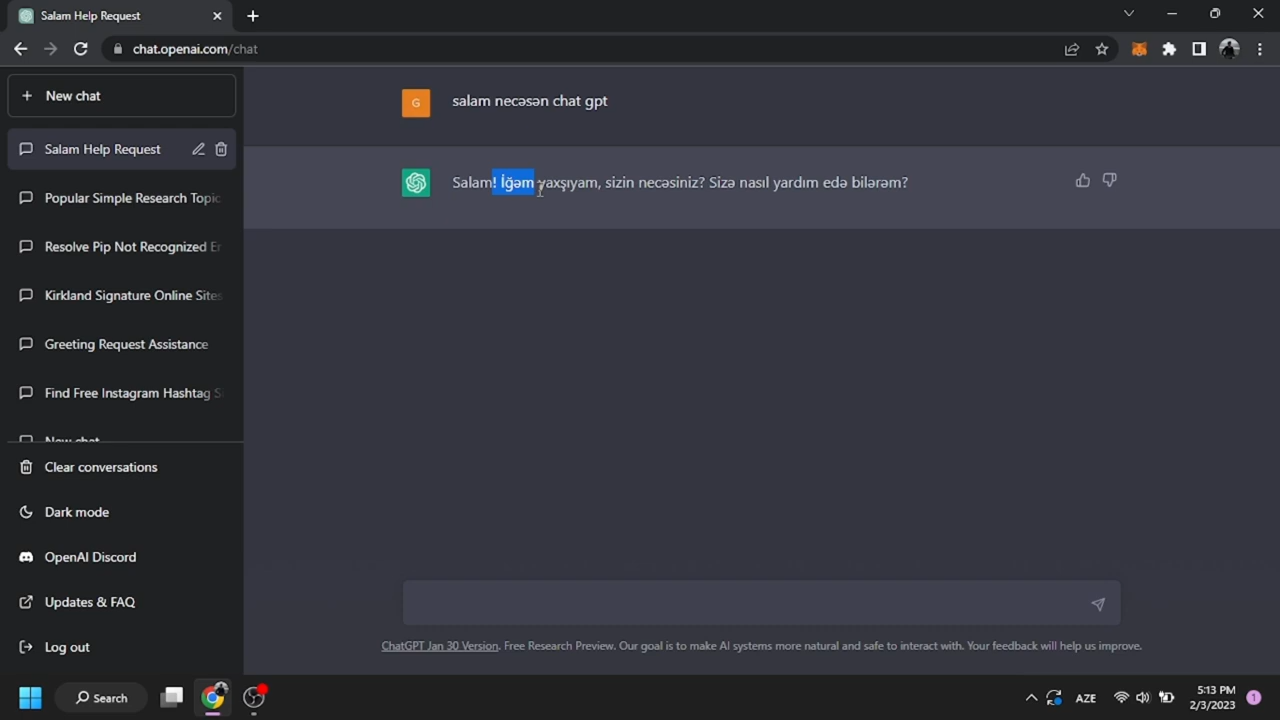 Salam Help Request
chat.openai.com/chat
New chat
Salam Help Request
Popular Simple Research Topic
Resolve Pip Not Recognized Er
Kirkland Signature Online Sites
Greeting Request Assistance
Find Free Instagram Hashtag S
New chat
Clear conversations
Dark mode
OpenAI Discord
Updates & FAQ
Log out
G
salam necəsən chat gpt
Salam! İğəm yaxşıyam, sizin necəsiniz? Sizə nasıl yardım edə bilərəm?
ChatGPT Jan 30 Version. Free Research Preview. Our goal is to make AI systems more natural and safe to interact with. Your feedback will help us improve.
Search
AZE
5:13 PM
2/3/2023
1